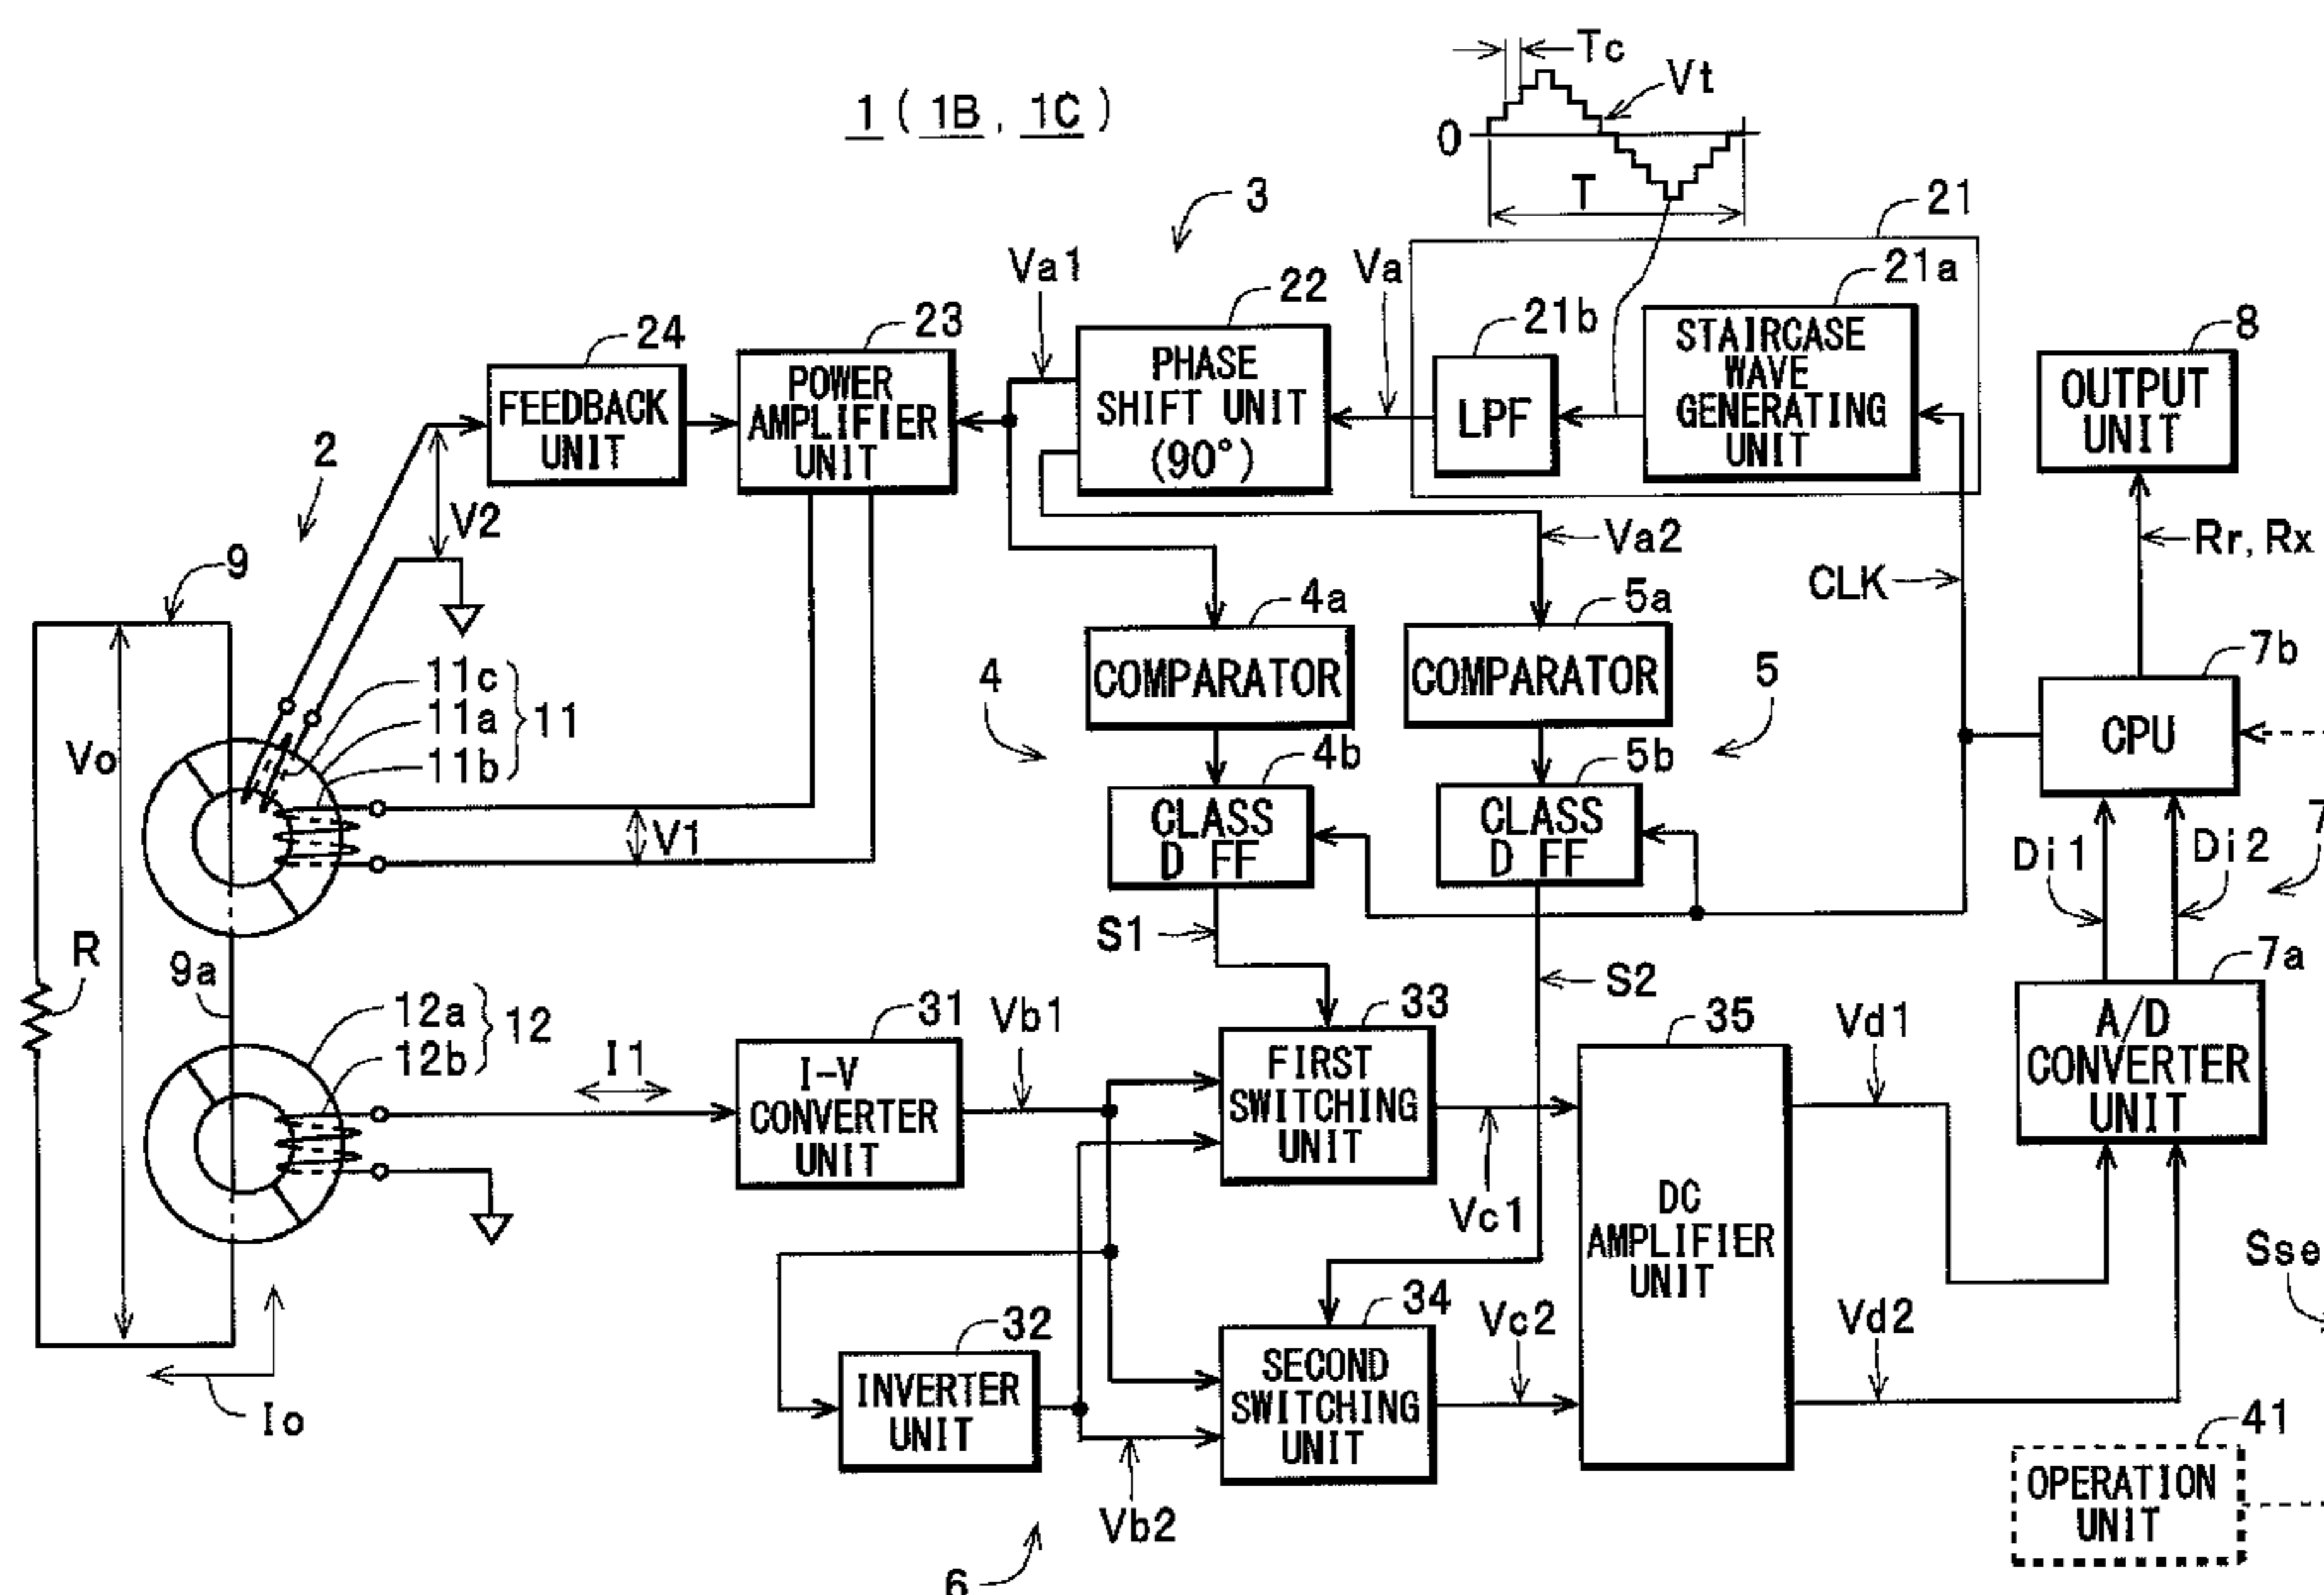 1 ( 1B, 1C )
Tc
Vt
0
T
3
21
Va1
22
Va
21a
21b
8
24
23
STAIRCASE
WAVE
GENERATING
UNIT
OUTPUT
UNIT
PHASE
SHIFT UNIT
(90°)
LPF
POWER
AMPLIFIER
UNIT
FEEDBACK
UNIT
2
V2
Va2
Rr, Rx
9
CLK
4a
5a
7b
COMPARATOR
COMPARATOR
4
5
CPU
11c
11a
11b
11
Vo
V1
4b
5b
CLASS
D FF
CLASS
D FF
Di1
Di2
7
R
S1
S2
9a
7a
12a
12b
12
I1
31
Vb1
33
35
Vd1
A/D
CONVERTER
UNIT
I-V
CONVERTER
UNIT
FIRST
SWITCHING
UNIT
Vc1
DC
AMPLIFIER
UNIT
Sse
32
34
Vc2
Vd2
INVERTER
UNIT
SECOND
SWITCHING
UNIT
Io
41
OPERATION
UNIT
Vb2
6